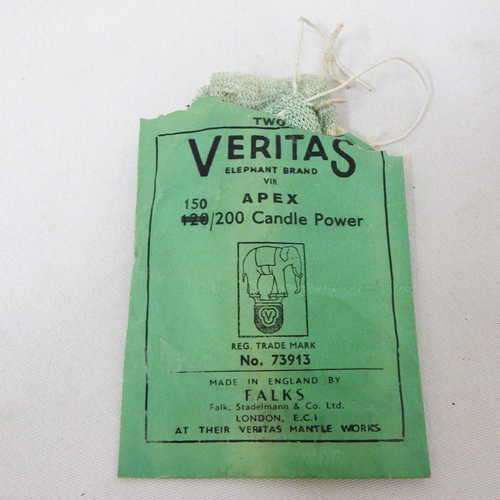 TWO
VERITAS
ELEPHANT BRAND
VIR
APEX
150
120/200 Candle Power
V
REG. TRADE MARK
No. 73913
MADE IN ENGLAND BY
FALKS
Falk, Stadelmann & Co. Ltd.
LONDON, E.C.1
AT THEIR VERITAS MANTLE WORKS